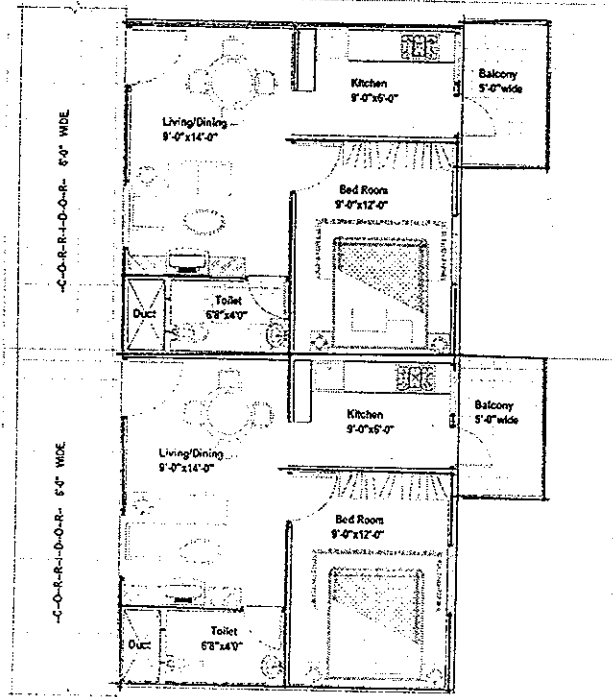 Kitchen
9'-0"x6'-0"
Balcony
5'-0"wide
Living/Dining
9'-0"x14'-0"
--C--O--R--R--I--D--O--R-- 6'-0" WIDE
Bed Room
9'-0"x12'-0"
Duct
Toilet
6'8"x4'0"
Kitchen
9'-0"x6'-0"
Balcony
5'-0"wide
Living/Dining
9'-0"x14'-0"
--C--O--R--R--I--D--O--R-- 6'-0" WIDE
Bed Room
9'-0"x12'-0"
Duct
Toilet
6'8"x4'0"